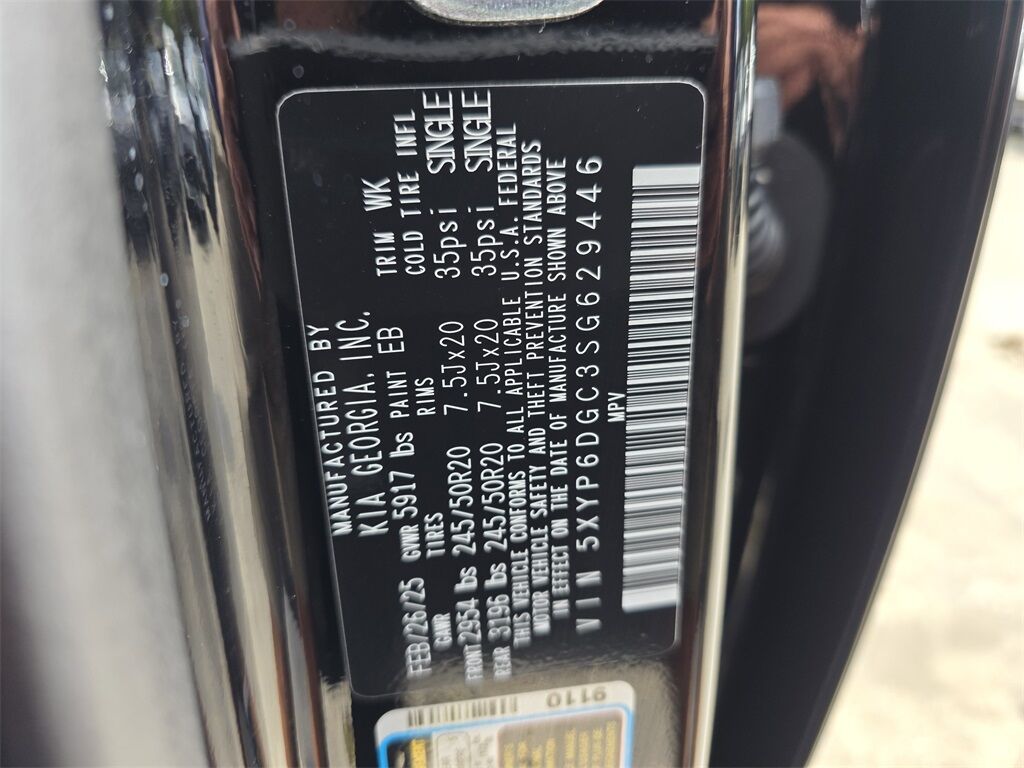 MANUFACTURED BY
KIA GEORGIA, INC.
FEB/26/25 GVWR 5917 lbs PAINT EB TRIM WK
GAWR TIRES RIMS COLD TIRE INFL
FRONT 2954 lbs 245/50R20 7.5Jx20 35psi SINGLE
REAR 3196 lbs 245/50R20 7.5Jx20 35psi SINGLE
THIS VEHICLE CONFORMS TO ALL APPLICABLE U.S.A. FEDERAL
MOTOR VEHICLE SAFETY AND THEFT PREVENTION STANDARDS
IN EFFECT ON THE DATE OF MANUFACTURE SHOWN ABOVE
VIN 5XYP6DGC3SG629446
MPV
9110